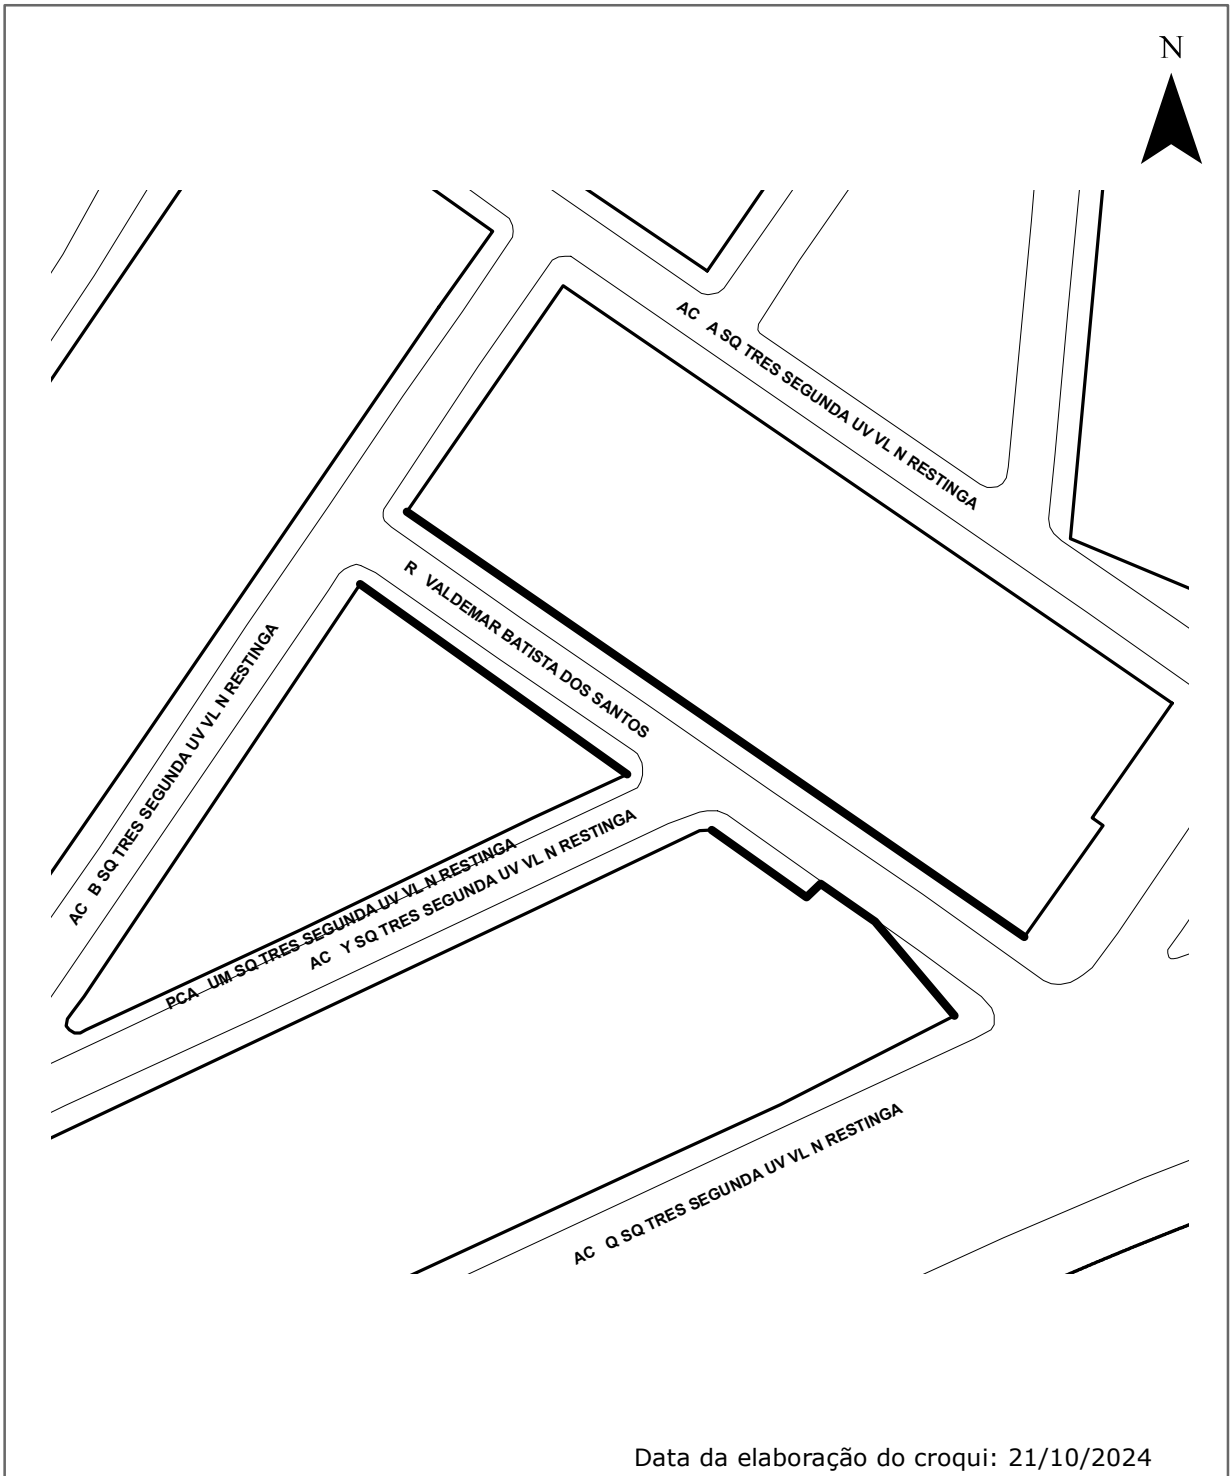 N
AC A SQ TRES SEGUNDA UV VL N RESTINGA
R VALDEMAR BATISTA DOS SANTOS
AC B SQ TRES SEGUNDA UV VL N RESTINGA
PCA UM SQ TRES SEGUNDA UV VL N RESTINGA
AC Y SQ TRES SEGUNDA UV VL N RESTINGA
AC Q SQ TRES SEGUNDA UV VL N RESTINGA
Data da elaboração do croqui: 21/10/2024